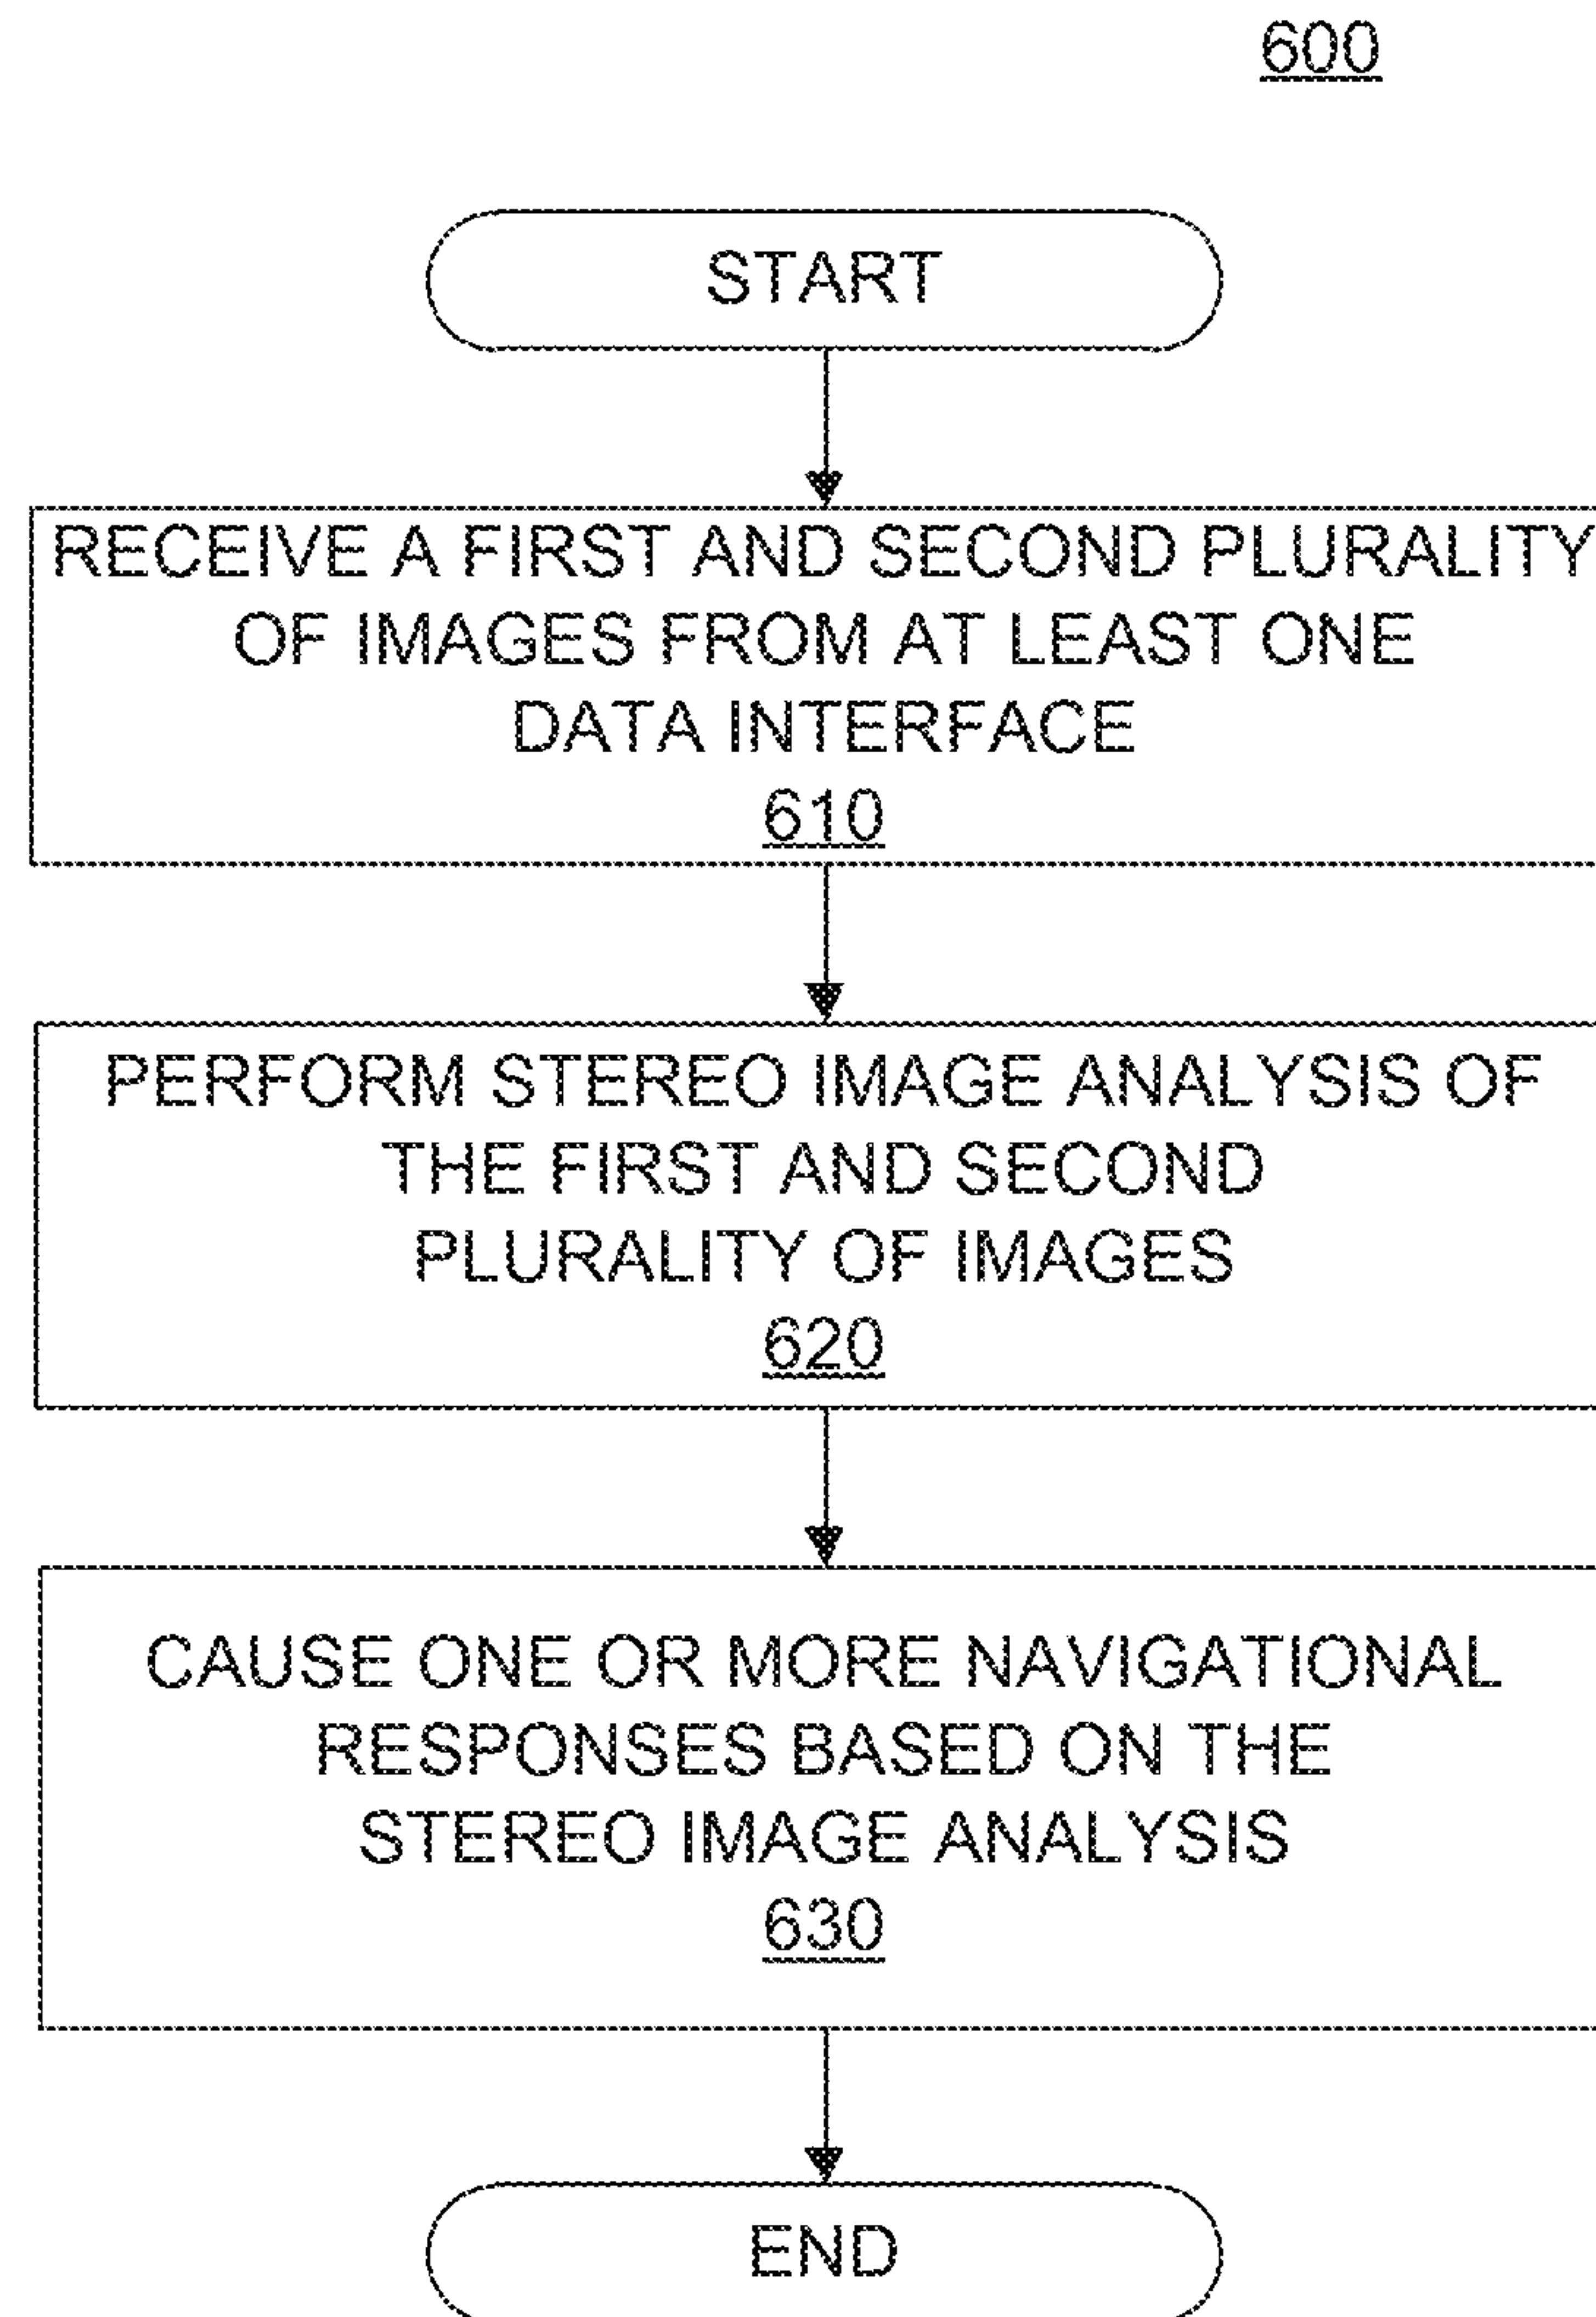 600
START
RECEIVE A FIRST AND SECOND PLURALITY
OF IMAGES FROM AT LEAST ONE
DATA INTERFACE
610
PERFORM STEREO IMAGE ANALYSIS OF
THE FIRST AND SECOND
PLURALITY OF IMAGES
620
CAUSE ONE OR MORE NAVIGATIONAL
RESPONSES BASED ON THE
STEREO IMAGE ANALYSIS
630
END